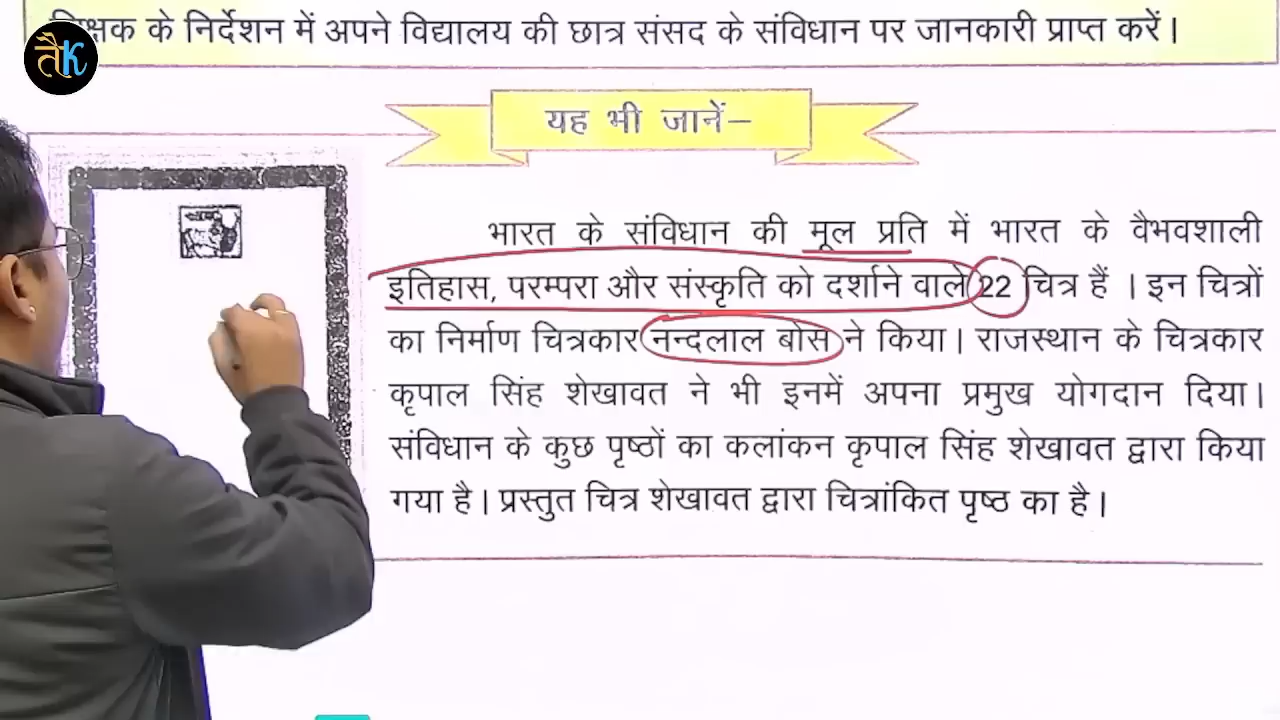 के निर्देशन में अपने विद्यालय की छात्र संसद के संविधान पर जानकारी प्राप्त करें।
तैK
यह भी जानें–
भारत के संविधान की मूल प्रति में भारत के वैभवशाली
इतिहास, परम्परा और संस्कृति को दर्शाने वाले 22 चित्र हैं । इन चित्रों
का निर्माण चित्रकार नन्दलाल बोस ने किया। राजस्थान के चित्रकार
कृपाल सिंह शेखावत ने भी इनमें अपना प्रमुख योगदान दिया।
संविधान के कुछ पृष्ठों का कलांकन कृपाल सिंह शेखावत द्वारा किया
गया है। प्रस्तुत चित्र शेखावत द्वारा चित्रांकित पृष्ठ का है।